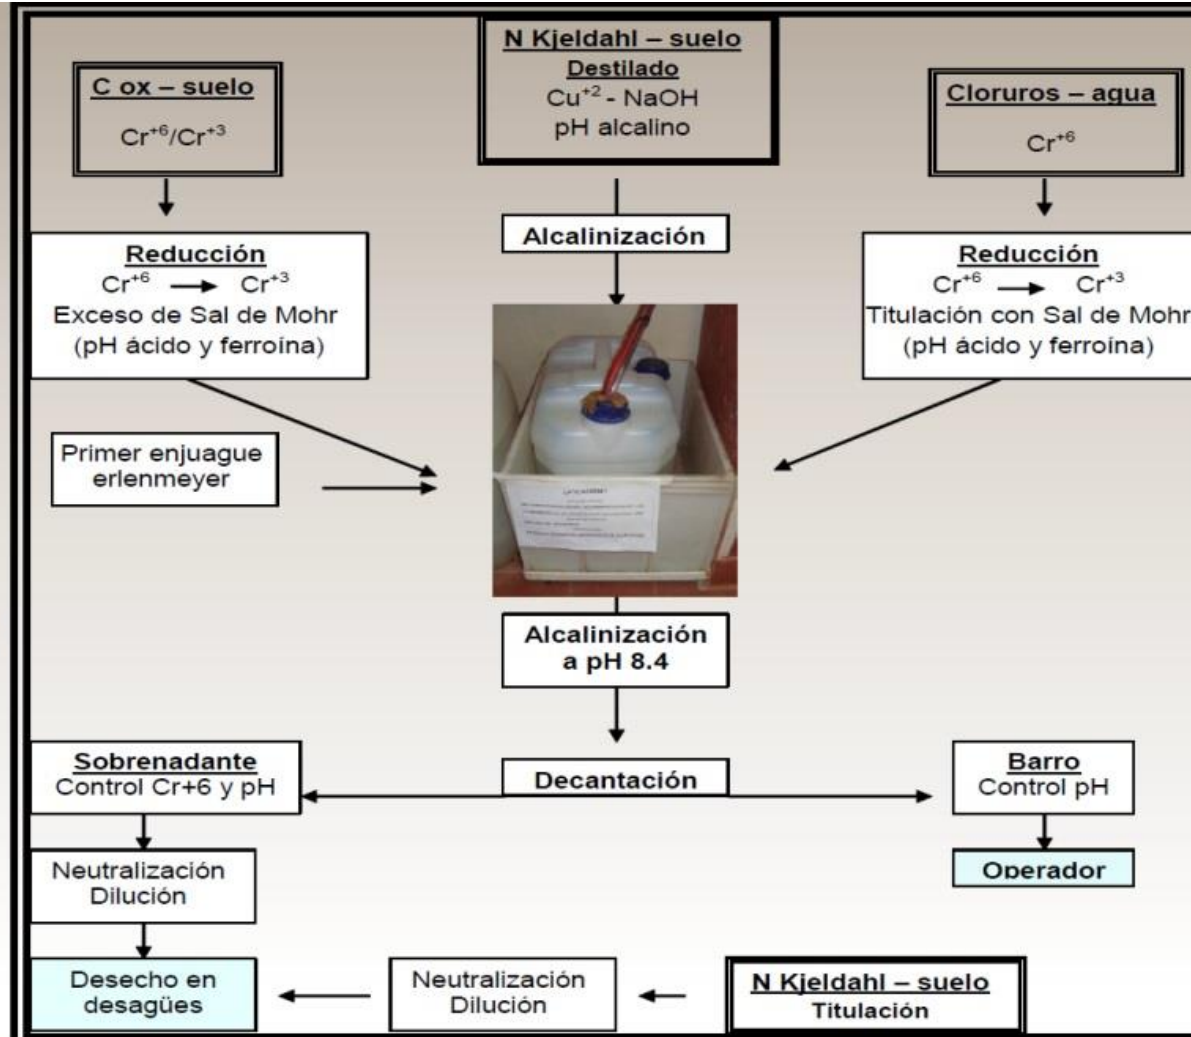 N Kjeldahl – suelo
Destilado
Cu+2 - NaOH
pH alcalino
C ox – suelo
Cr+6/Cr+3
Cloruros – agua
Cr+6
Alcalinización
Reducción
Cr+6 → Cr+3
Exceso de Sal de Mohr
(pH ácido y ferroína)
Reducción
Cr+6 → Cr+3
Titulación con Sal de Mohr
(pH ácido y ferroína)
Primer enjuague
erlenmeyer
Alcalinización
a pH 8.4
Sobrenadante
Control Cr+6 y pH
Decantación
Barro
Control pH
Neutralización
Dilución
Operador
Desecho en
desagües
Neutralización
Dilución
N Kjeldahl – suelo
Titulación